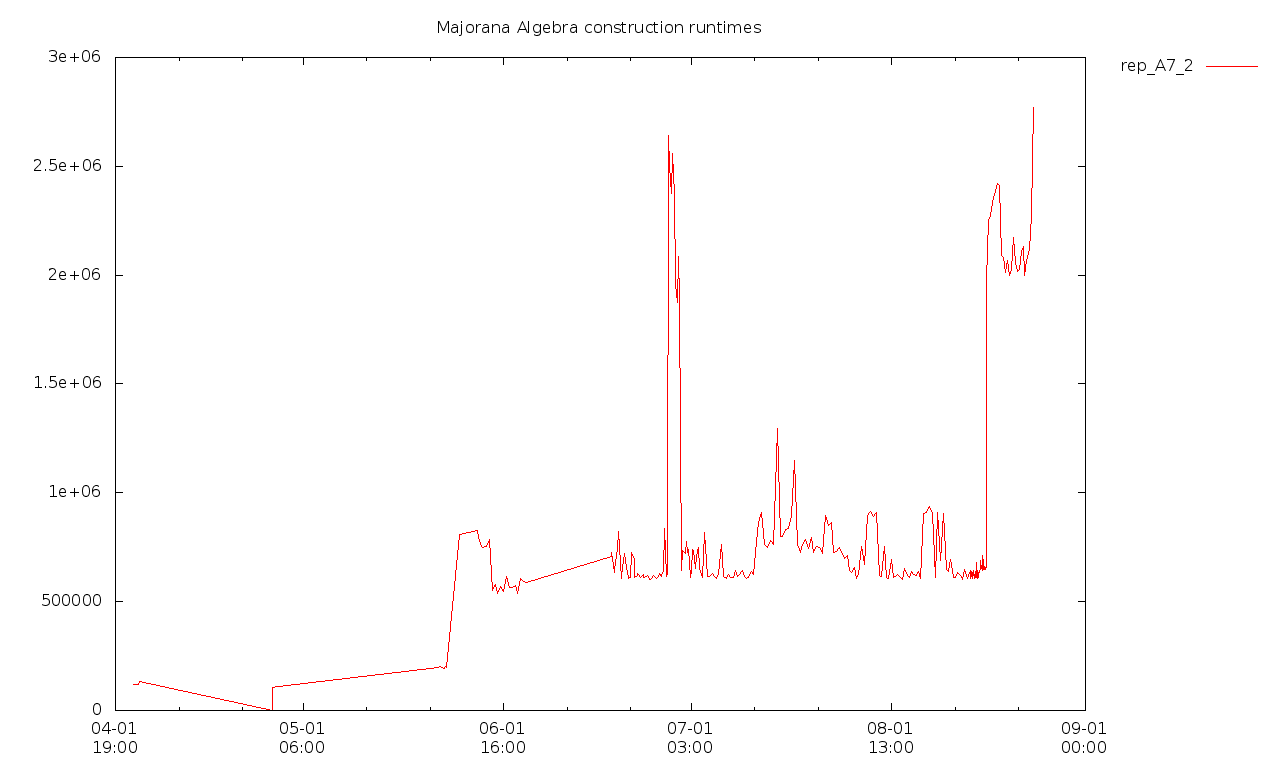 Majorana Algebra construction runtimes
rep_A7_2
3e+06
2.5e+06
2e+06
1.5e+06
1e+06
500000
0
04-01 05-01 06-01 07-01 08-01 09-01
19:00 06:00 16:00 03:00 13:00 00:00